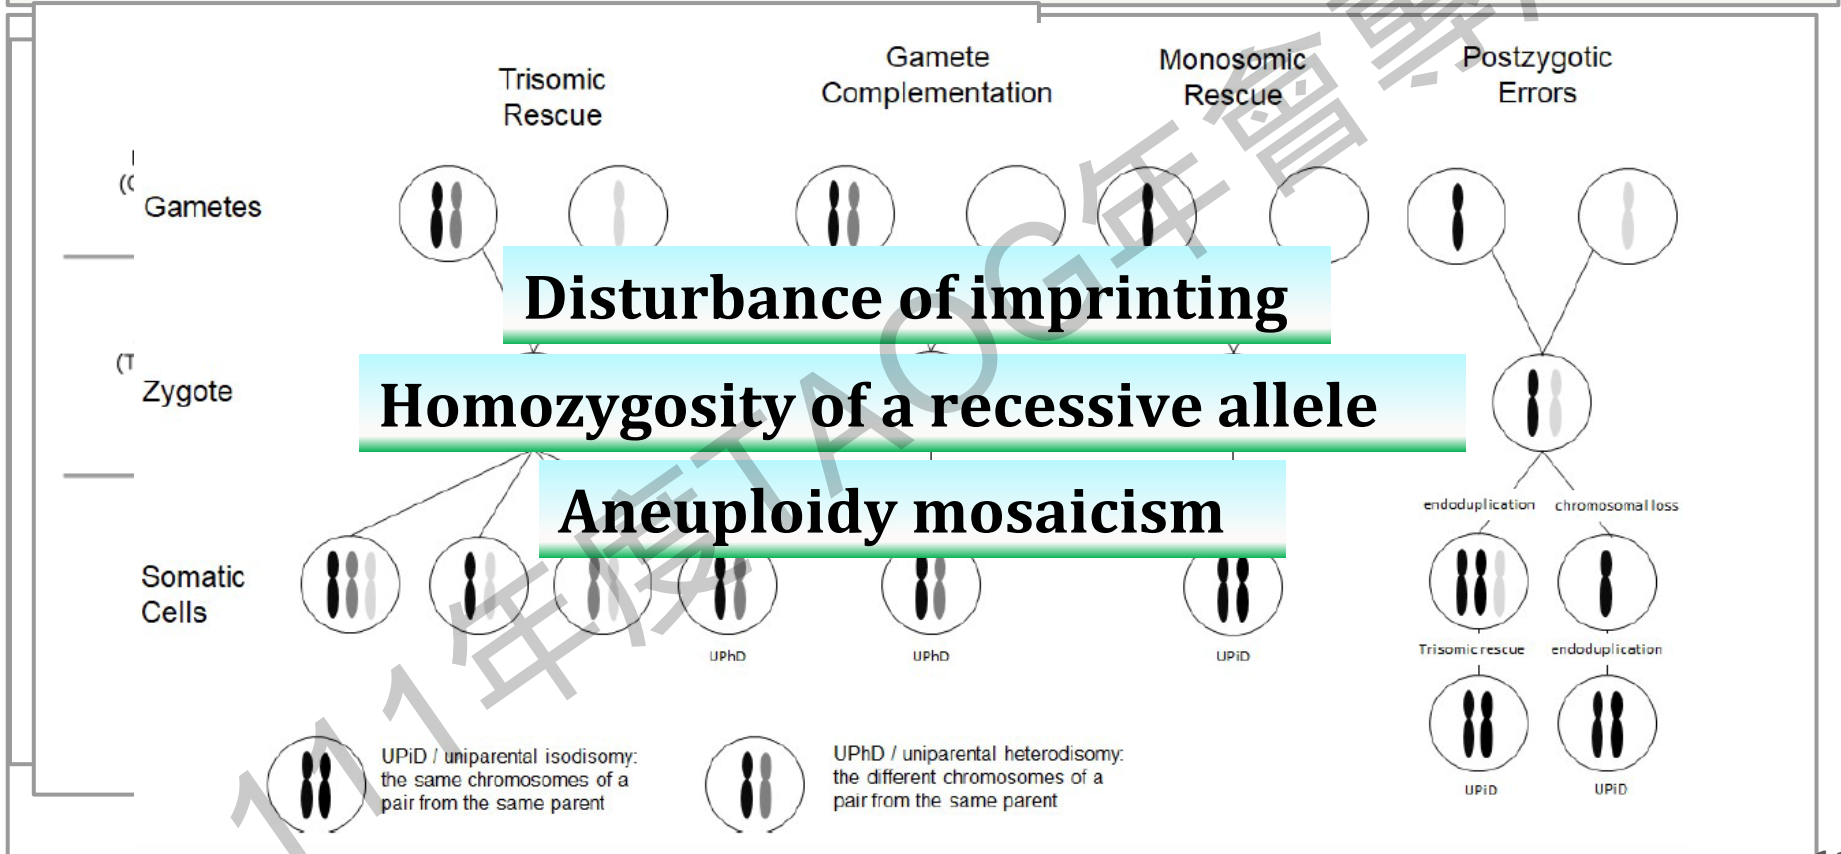 Trisomic
Rescue
Gamete
Complementation
Monosomic
Rescue
Postzygotic
Errors
Gametes
Disturbance of imprinting
Zygote
Homozygosity of a recessive allele
Aneuploidy mosaicism
endoduplication
chromosomal loss
Somatic
Cells
Trisomic rescue
endoduplication
UPhD
UPhD
UPiD
UPiD
UPiD
UPiD / uniparental isodisomy:
the same chromosomes of a
pair from the same parent
UPhD / uniparental heterodisomy:
the different chromosomes of a
pair from the same parent
111年度TAOG年會專